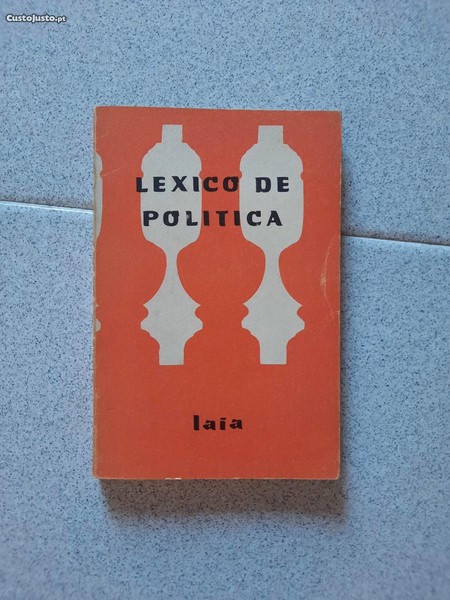 CustoJusto.pt
LEXICO DE
POLITICA
laia